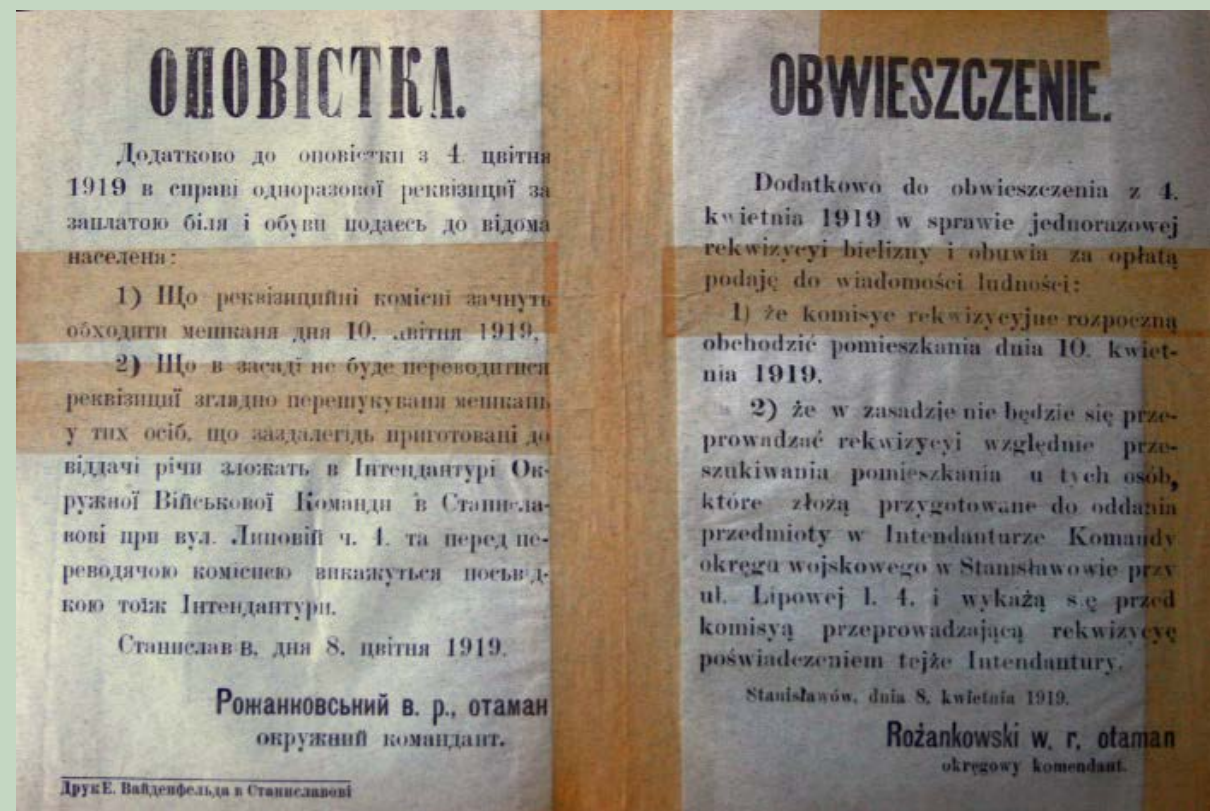 ОПОВІСТКА.
Додатково до оповістки з 4. цвітня
1919 в справі одноразової реквізициї за
заплатою біля і обуви подаєсь до відома
населеня:
1) Що реквізицийні комісиї зачнуть
обходити мешканя дня 10. цвітня 1919.
2) Що в засаді не буде переводитися
реквізициї зглядно перешукуваня мешкань
у тих осіб, що заздалегідь приготовані до
віддачі річи зложать в Інтендантурі Ок-
ружної Військової Команди в Станисла-
вові при вул. Липовій ч. 4. та перед пе-
реводячою комісиєю викажуться посьвід-
кою тоїж Інтендантури.
Станиславів, дня 8. цвітня 1919.
Рожанковський в. р., отаман
окружний командант.
Друк Е. Вайденфельда в Станиславові
OBWIESZCZENIE.
Dodatkowo do obwieszczenia z 4.
kwietnia 1919 w sprawie jednorazowej
rekwizycyi bielizny i obuwia za opłatą
podaję do wiadomości ludności:
1) że komisye rekwizycyjne rozpoczną
obchodzić pomieszkania dnia 10. kwiet-
nia 1919.
2) że w zasadzie nie będzie się prze-
prowadzać rekwizycyi względnie prze-
szukiwania pomieszkania u tych osób,
które złożą przygotowane do oddania
przedmioty w Intendanturze Komandy
okręgu wojskowego w Stanisławowie przy
ul. Lipowej l. 4. i wykażą się przed
komisyą przeprowadzającą rekwizycyę
poświadczeniem tejże Intendantury.
Stanisławów, dnia 8. kwietnia 1919.
Rożankowski w. r. otaman
okręgowy komendant.